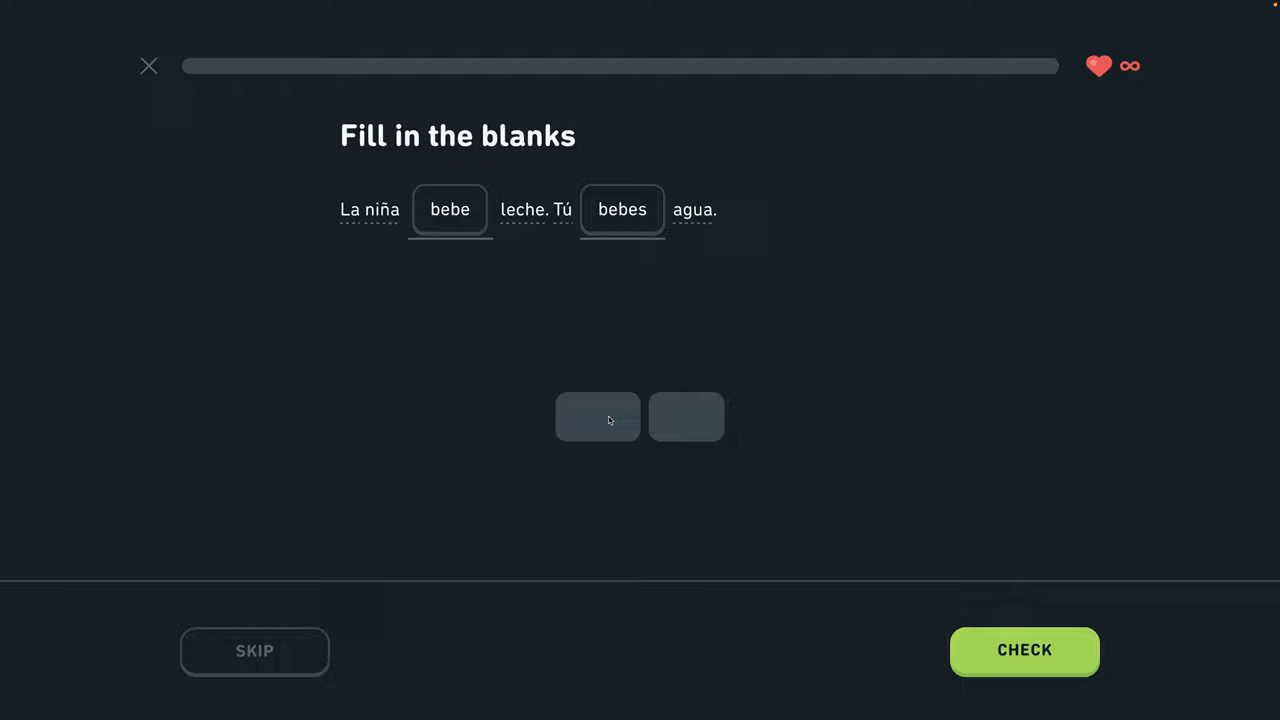 ∞
Fill in the blanks
La niña bebe leche. Tú bebes agua.
SKIP
CHECK